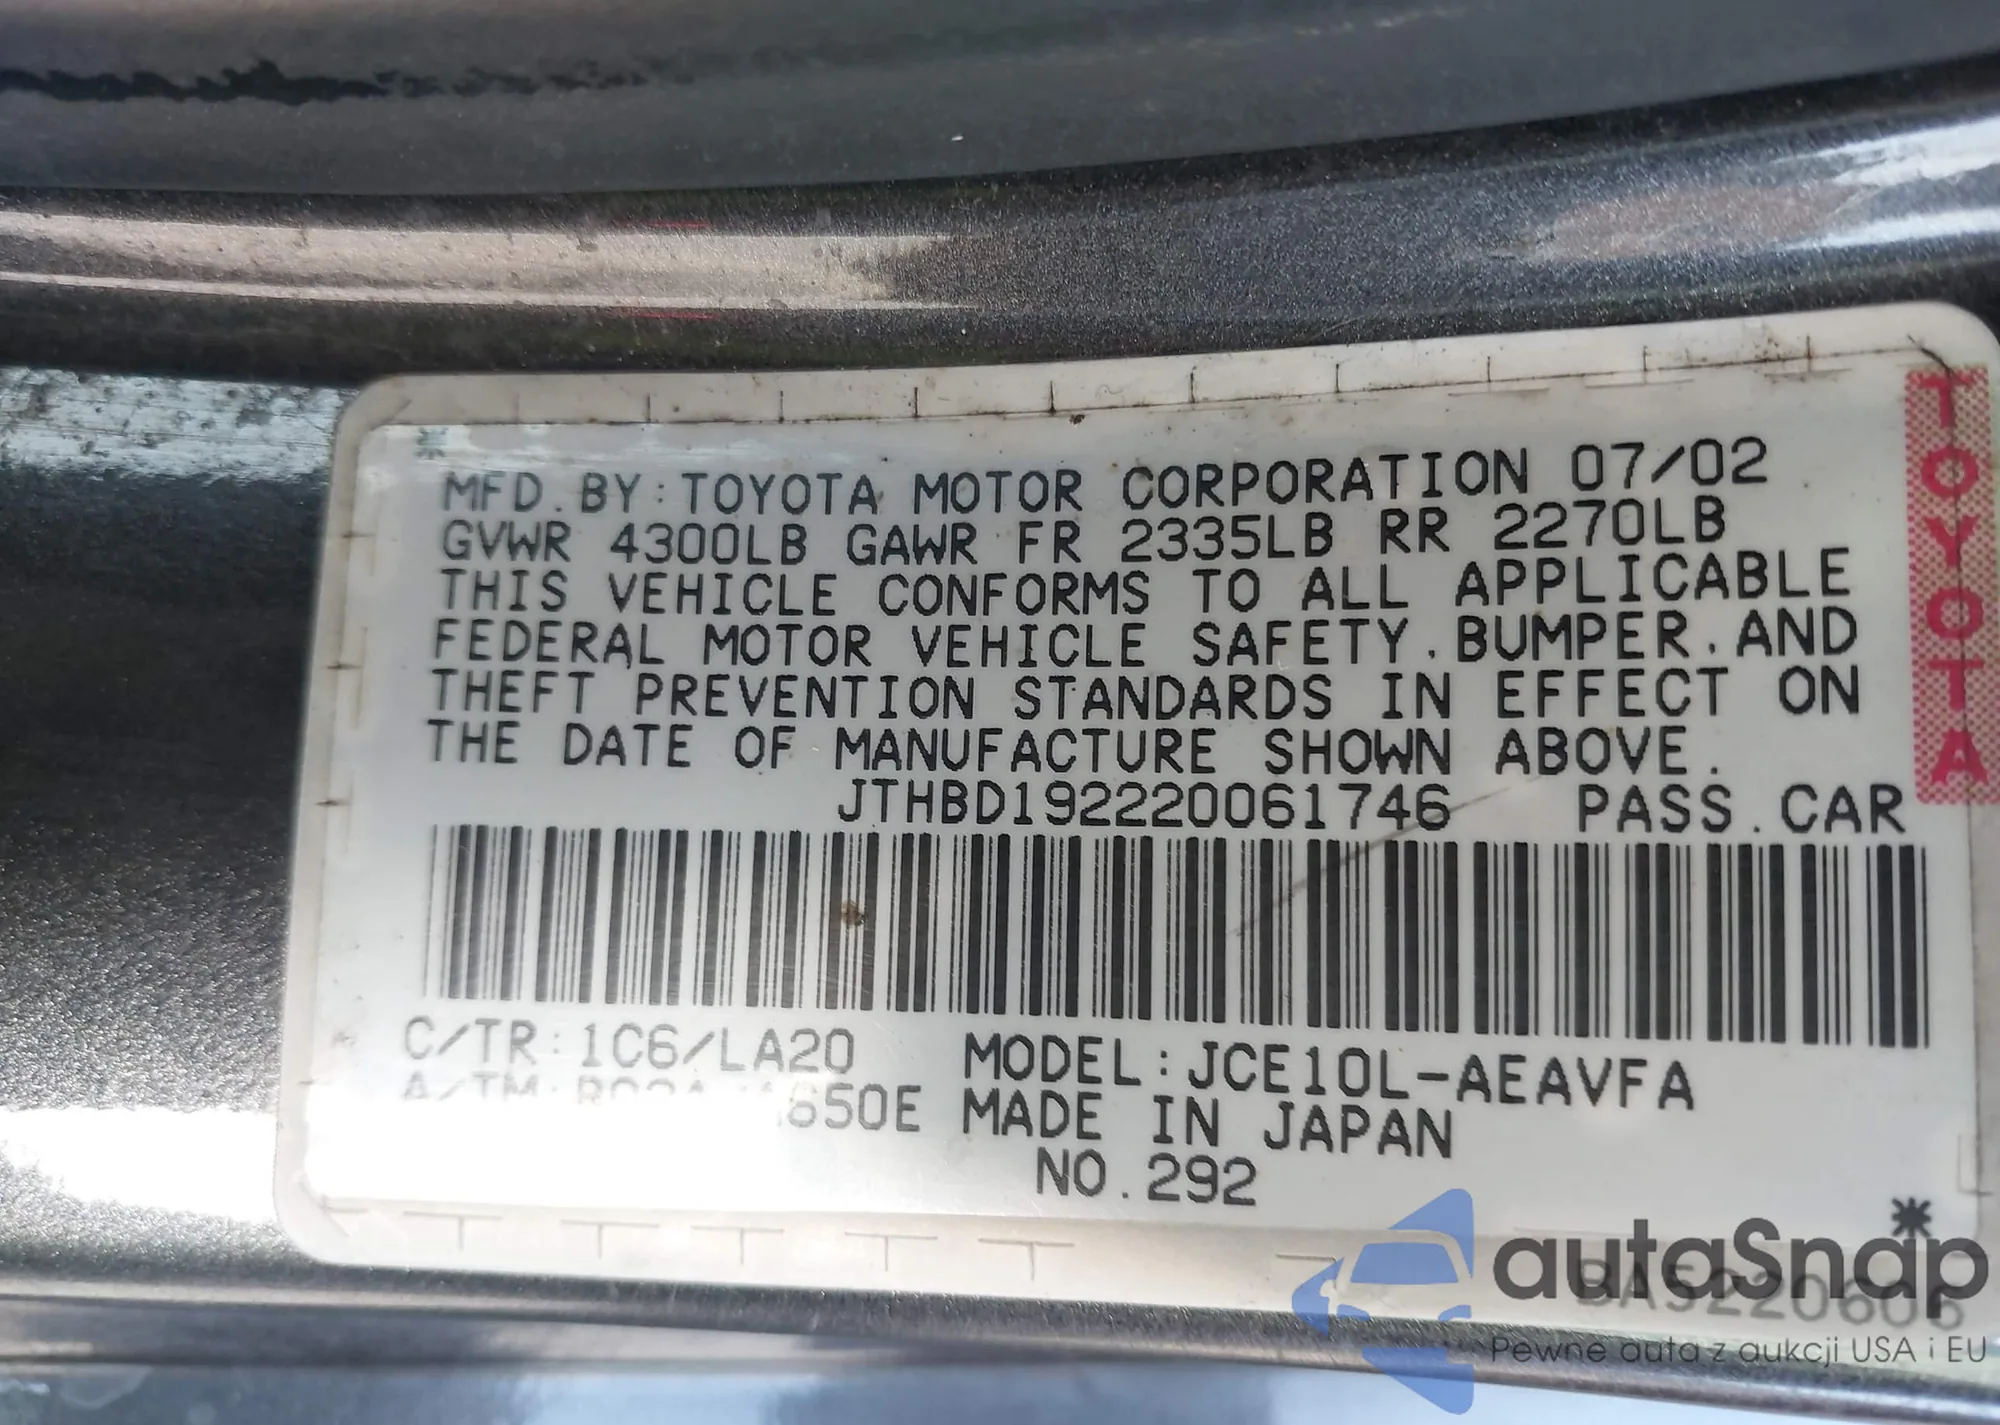 MFD. BY: TOYOTA MOTOR CORPORATION 07/02
GVWR 4300LB GAWR FR 2335LB RR 2270LB
THIS VEHICLE CONFORMS TO ALL APPLICABLE
FEDERAL MOTOR VEHICLE SAFETY. BUMPER. AND
THEFT PREVENTION STANDARDS IN EFFECT ON
THE DATE OF MANUFACTURE SHOWN ABOVE.
JTHBD192220061746 PASS. CAR
C/TR: 1C6/LA20 MODEL: JCE10L-AEAVFA
A/TM: A650E MADE IN JAPAN
NO. 292
TOYOTA
BA5220606
autaSnap
Pewne auta z aukcji USA i EU